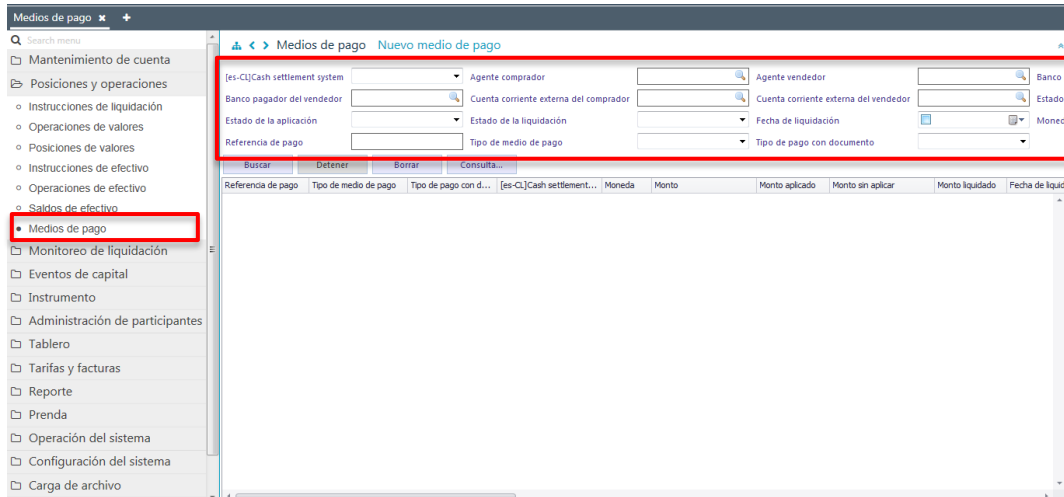 Medios de pago × +
Search menu
Mantenimiento de cuenta
Posiciones y operaciones
Instrucciones de liquidación
Operaciones de valores
Posiciones de valores
Instrucciones de efectivo
Operaciones de efectivo
Saldos de efectivo
Medios de pago
Monitoreo de liquidación
Eventos de capital
Instrumento
Administración de participantes
Tablero
Tarifas y facturas
Reporte
Prenda
Operación del sistema
Configuración del sistema
Carga de archivo
Medios de pago Nuevo medio de pago
[es-CL]Cash settlement system Agente comprador Agente vendedor Banco
Banco pagador del vendedor Cuenta corriente externa del comprador Cuenta corriente externa del vendedor Estado
Estado de la aplicación Estado de la liquidación Fecha de liquidación Moned
Referencia de pago Tipo de medio de pago Tipo de pago con documento
Buscar Detener Borrar Consulta...
Referencia de pago Tipo de medio de pago Tipo de pago con d... [es-CL]Cash settlement... Moneda Monto Monto aplicado Monto sin aplicar Monto liquidado Fecha de liquid